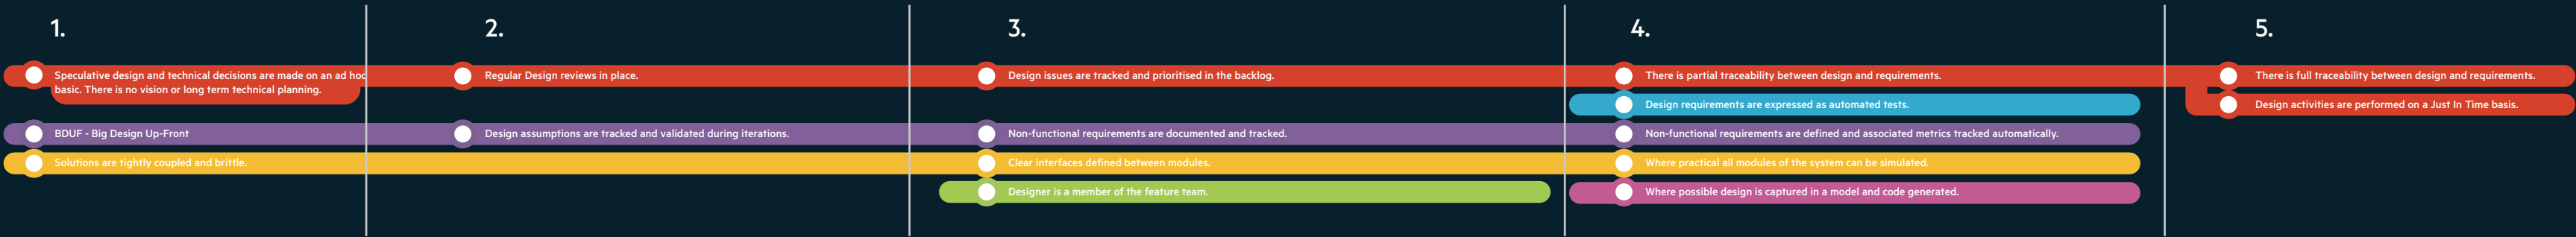 1.
2.
3.
4.
5.
Speculative design and technical decisions are made on an ad hoc
basic. There is no vision or long term technical planning.
Regular Design reviews in place.
Design issues are tracked and prioritised in the backlog.
There is partial traceability between design and requirements.
There is full traceability between design and requirements.
Design requirements are expressed as automated tests.
Design activities are performed on a Just In Time basis.
BDUF - Big Design Up-Front
Design assumptions are tracked and validated during iterations.
Non-functional requirements are documented and tracked.
Non-functional requirements are defined and associated metrics tracked automatically.
Solutions are tightly coupled and brittle.
Clear interfaces defined between modules.
Where practical all modules of the system can be simulated.
Designer is a member of the feature team.
Where possible design is captured in a model and code generated.